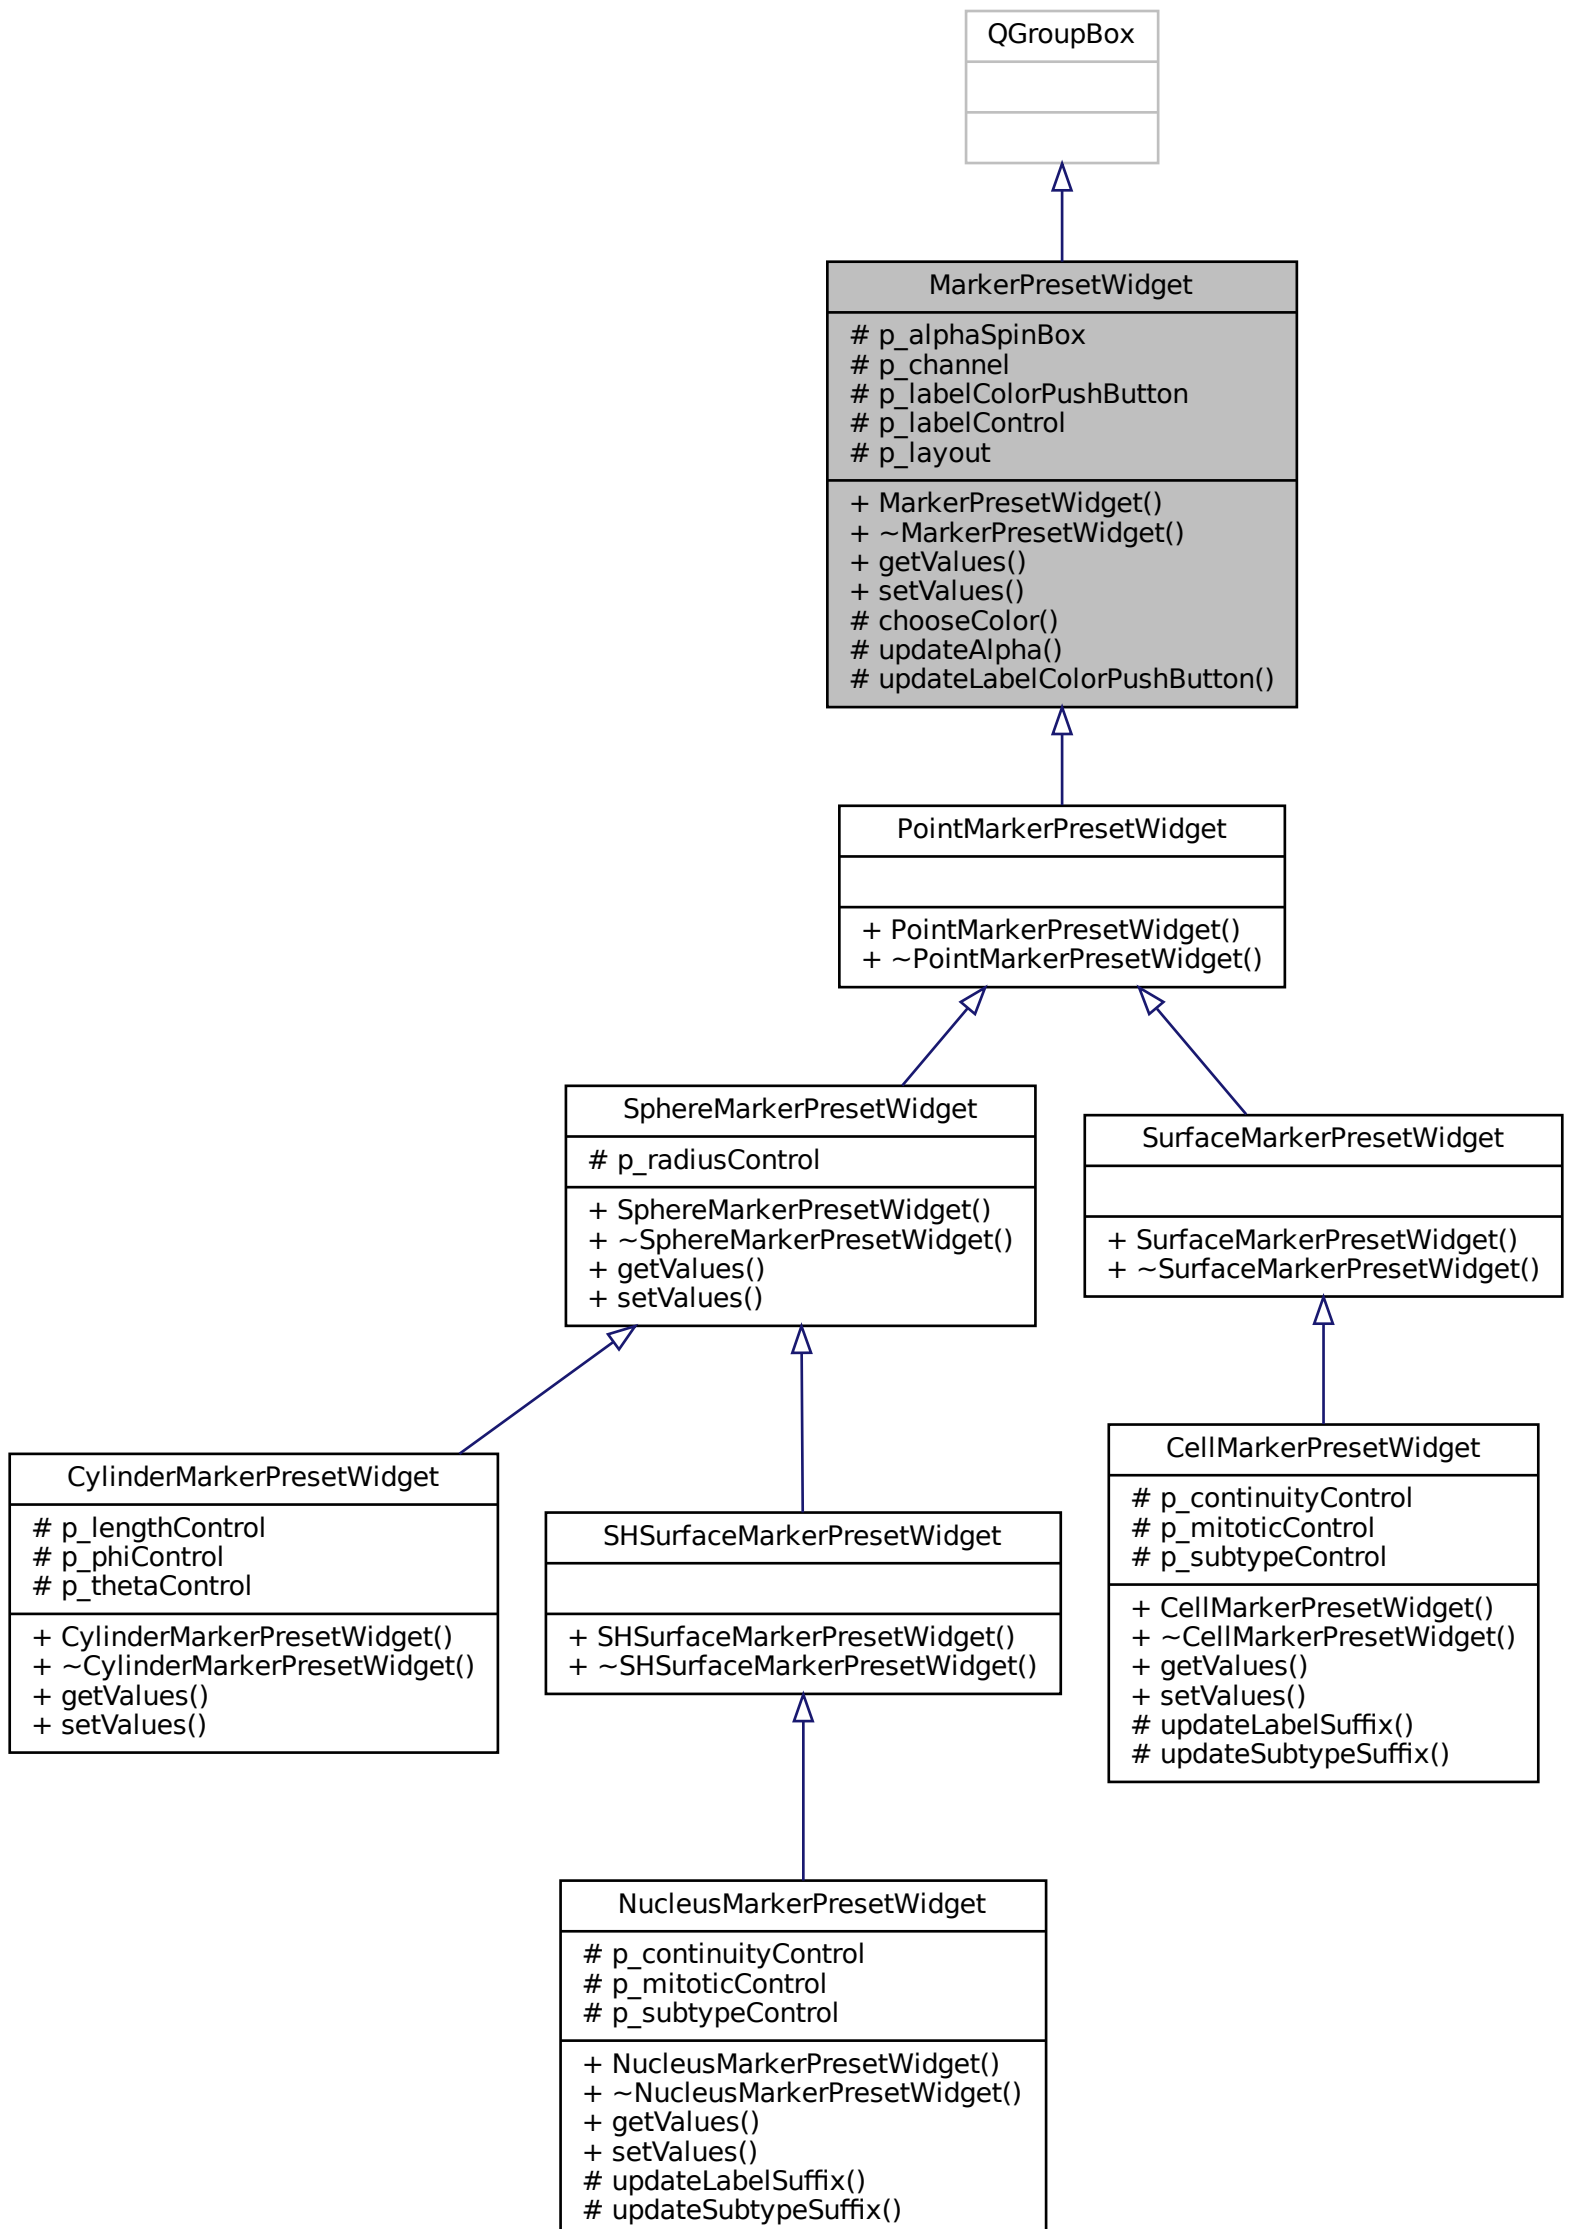 QGroupBox
MarkerPresetWidget
# p_alphaSpinBox
# p_channel
# p_labelColorPushButton
# p_labelControl
# p_layout
+ MarkerPresetWidget()
+ ~MarkerPresetWidget()
+ getValues()
+ setValues()
# chooseColor()
# updateAlpha()
# updateLabelColorPushButton()
PointMarkerPresetWidget
+ PointMarkerPresetWidget()
+ ~PointMarkerPresetWidget()
SphereMarkerPresetWidget
# p_radiusControl
+ SphereMarkerPresetWidget()
+ ~SphereMarkerPresetWidget()
+ getValues()
+ setValues()
SurfaceMarkerPresetWidget
+ SurfaceMarkerPresetWidget()
+ ~SurfaceMarkerPresetWidget()
CylinderMarkerPresetWidget
# p_lengthControl
# p_phiControl
# p_thetaControl
+ CylinderMarkerPresetWidget()
+ ~CylinderMarkerPresetWidget()
+ getValues()
+ setValues()
SHSurfaceMarkerPresetWidget
+ SHSurfaceMarkerPresetWidget()
+ ~SHSurfaceMarkerPresetWidget()
CellMarkerPresetWidget
# p_continuityControl
# p_mitoticControl
# p_subtypeControl
+ CellMarkerPresetWidget()
+ ~CellMarkerPresetWidget()
+ getValues()
+ setValues()
# updateLabelSuffix()
# updateSubtypeSuffix()
NucleusMarkerPresetWidget
# p_continuityControl
# p_mitoticControl
# p_subtypeControl
+ NucleusMarkerPresetWidget()
+ ~NucleusMarkerPresetWidget()
+ getValues()
+ setValues()
# updateLabelSuffix()
# updateSubtypeSuffix()